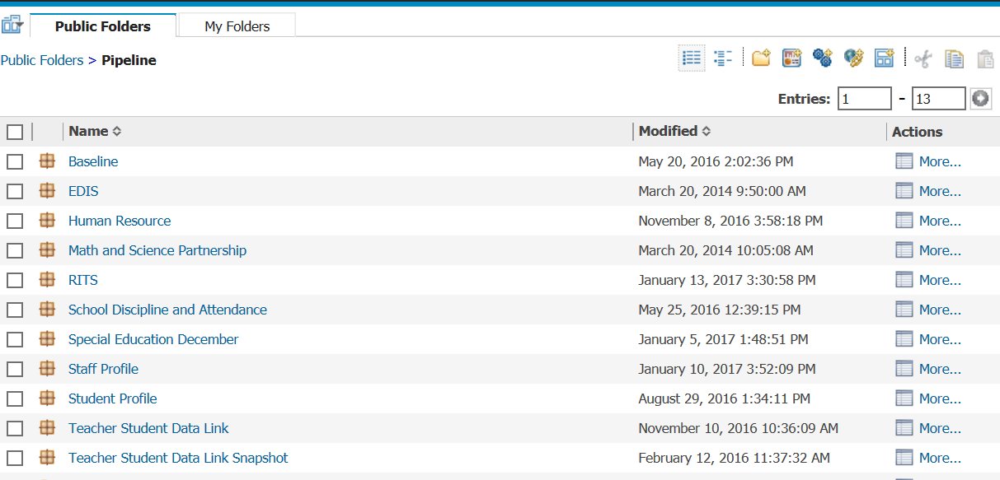 Public Folders My Folders
Public Folders > Pipeline
Entries: 1 - 13
Name Modified Actions
Baseline May 20, 2016 2:02:36 PM More...
EDIS March 20, 2014 9:50:00 AM More...
Human Resource November 8, 2016 3:58:18 PM More...
Math and Science Partnership March 20, 2014 10:05:08 AM More...
RITS January 13, 2017 3:30:58 PM More...
School Discipline and Attendance May 25, 2016 12:39:15 PM More...
Special Education December January 5, 2017 1:48:51 PM More...
Staff Profile January 10, 2017 3:52:09 PM More...
Student Profile August 29, 2016 1:34:11 PM More...
Teacher Student Data Link November 10, 2016 10:36:09 AM More...
Teacher Student Data Link Snapshot February 12, 2016 11:37:32 AM More...